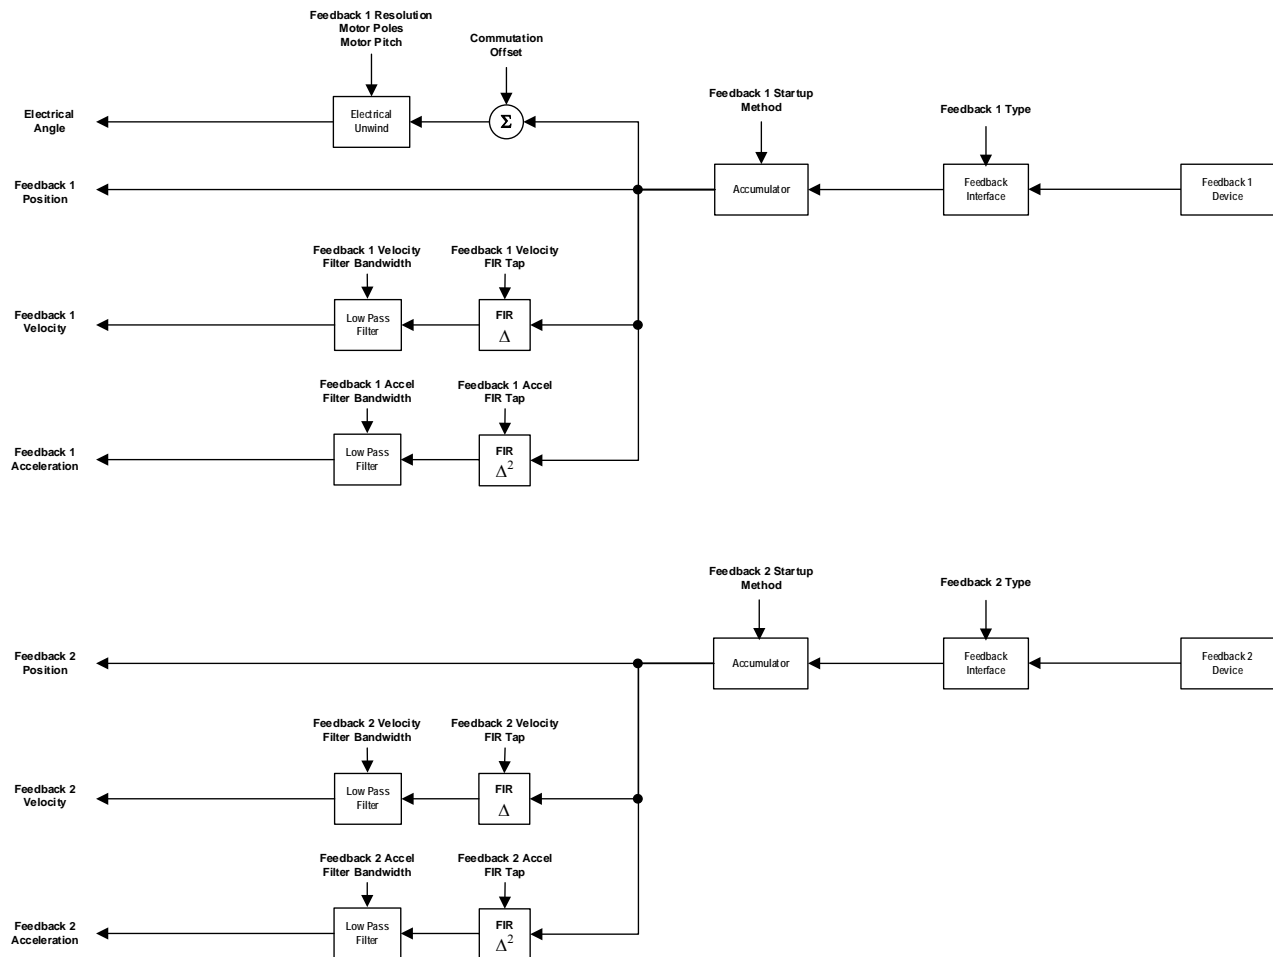 Feedback 1 Resolution
Motor Poles
Motor Pitch
Commutation
Offset
Feedback 1 Startup
Method
Feedback 1 Type
Electrical
Angle
Electrical
Unwind
Σ
Feedback 1
Position
Accumulator
Feedback
Interface
Feedback 1
Device
Feedback 1 Velocity
Filter Bandwidth
Feedback 1 Velocity
FIR Tap
Feedback 1
Velocity
Low Pass
Filter
FIR
Δ
Feedback 1 Accel
Filter Bandwidth
Feedback 1 Accel
FIR Tap
Feedback 1
Acceleration
Low Pass
Filter
FIR
Δ²
Feedback 2 Startup
Method
Feedback 2 Type
Feedback 2
Position
Accumulator
Feedback
Interface
Feedback 2
Device
Feedback 2 Velocity
Filter Bandwidth
Feedback 2 Velocity
FIR Tap
Feedback 2
Velocity
Low Pass
Filter
FIR
Δ
Feedback 2 Accel
Filter Bandwidth
Feedback 2 Accel
FIR Tap
Feedback 2
Acceleration
Low Pass
Filter
FIR
Δ²